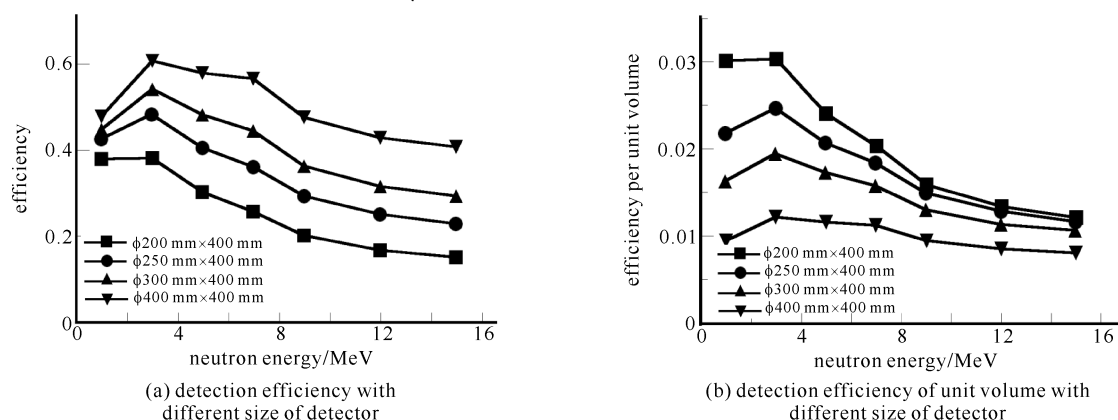 0.6
0.4
0.2
0
efficiency
ϕ200 mm×400 mm
ϕ250 mm×400 mm
ϕ300 mm×400 mm
ϕ400 mm×400 mm
0 4 8 12 16
neutron energy/MeV
(a) detection efficiency with
different size of detector
0.03
0.02
0.01
0
efficiency per unit volume
ϕ200 mm×400 mm
ϕ250 mm×400 mm
ϕ300 mm×400 mm
ϕ400 mm×400 mm
0 4 8 12 16
neutron energy/MeV
(b) detection efficiency of unit volume with
different size of detector